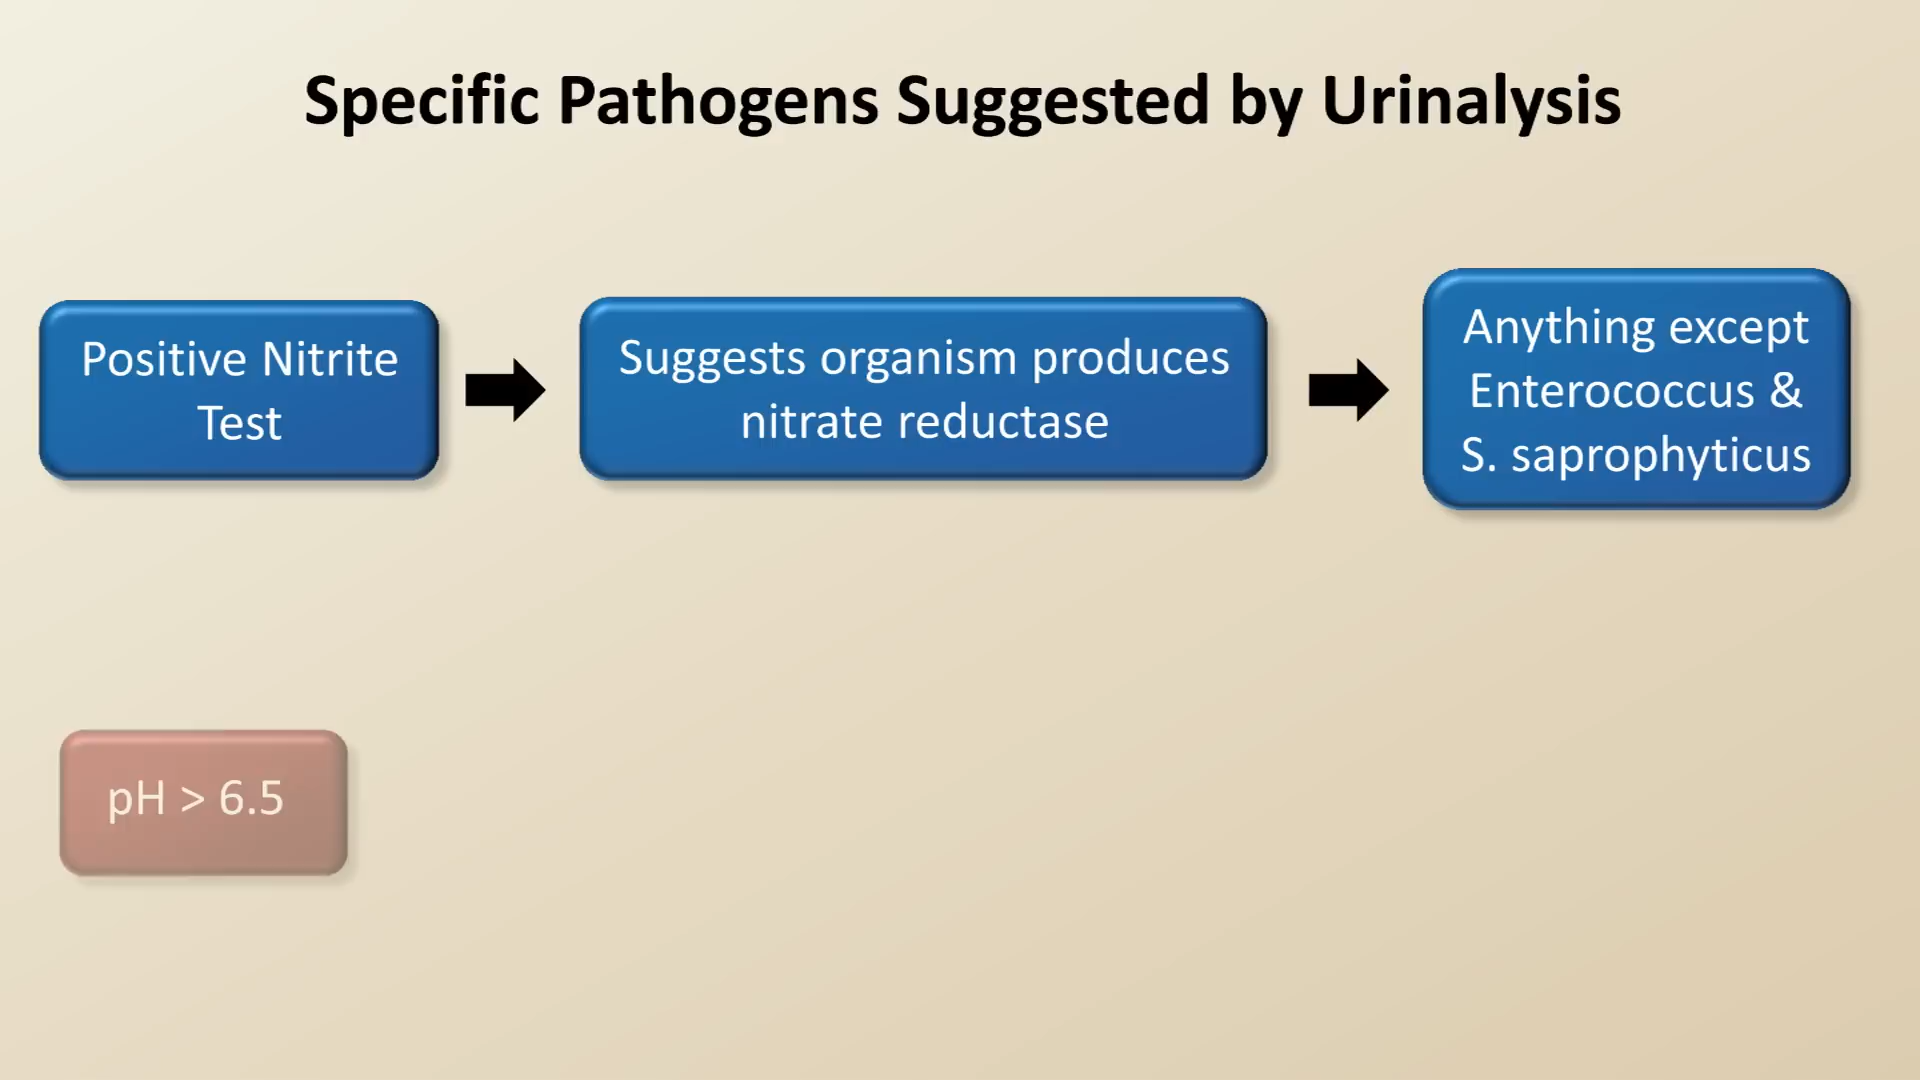 Specific Pathogens Suggested by Urinalysis
Positive Nitrite
Test
Suggests organism produces
nitrate reductase
Anything except
Enterococcus &
S. saprophyticus
pH > 6.5